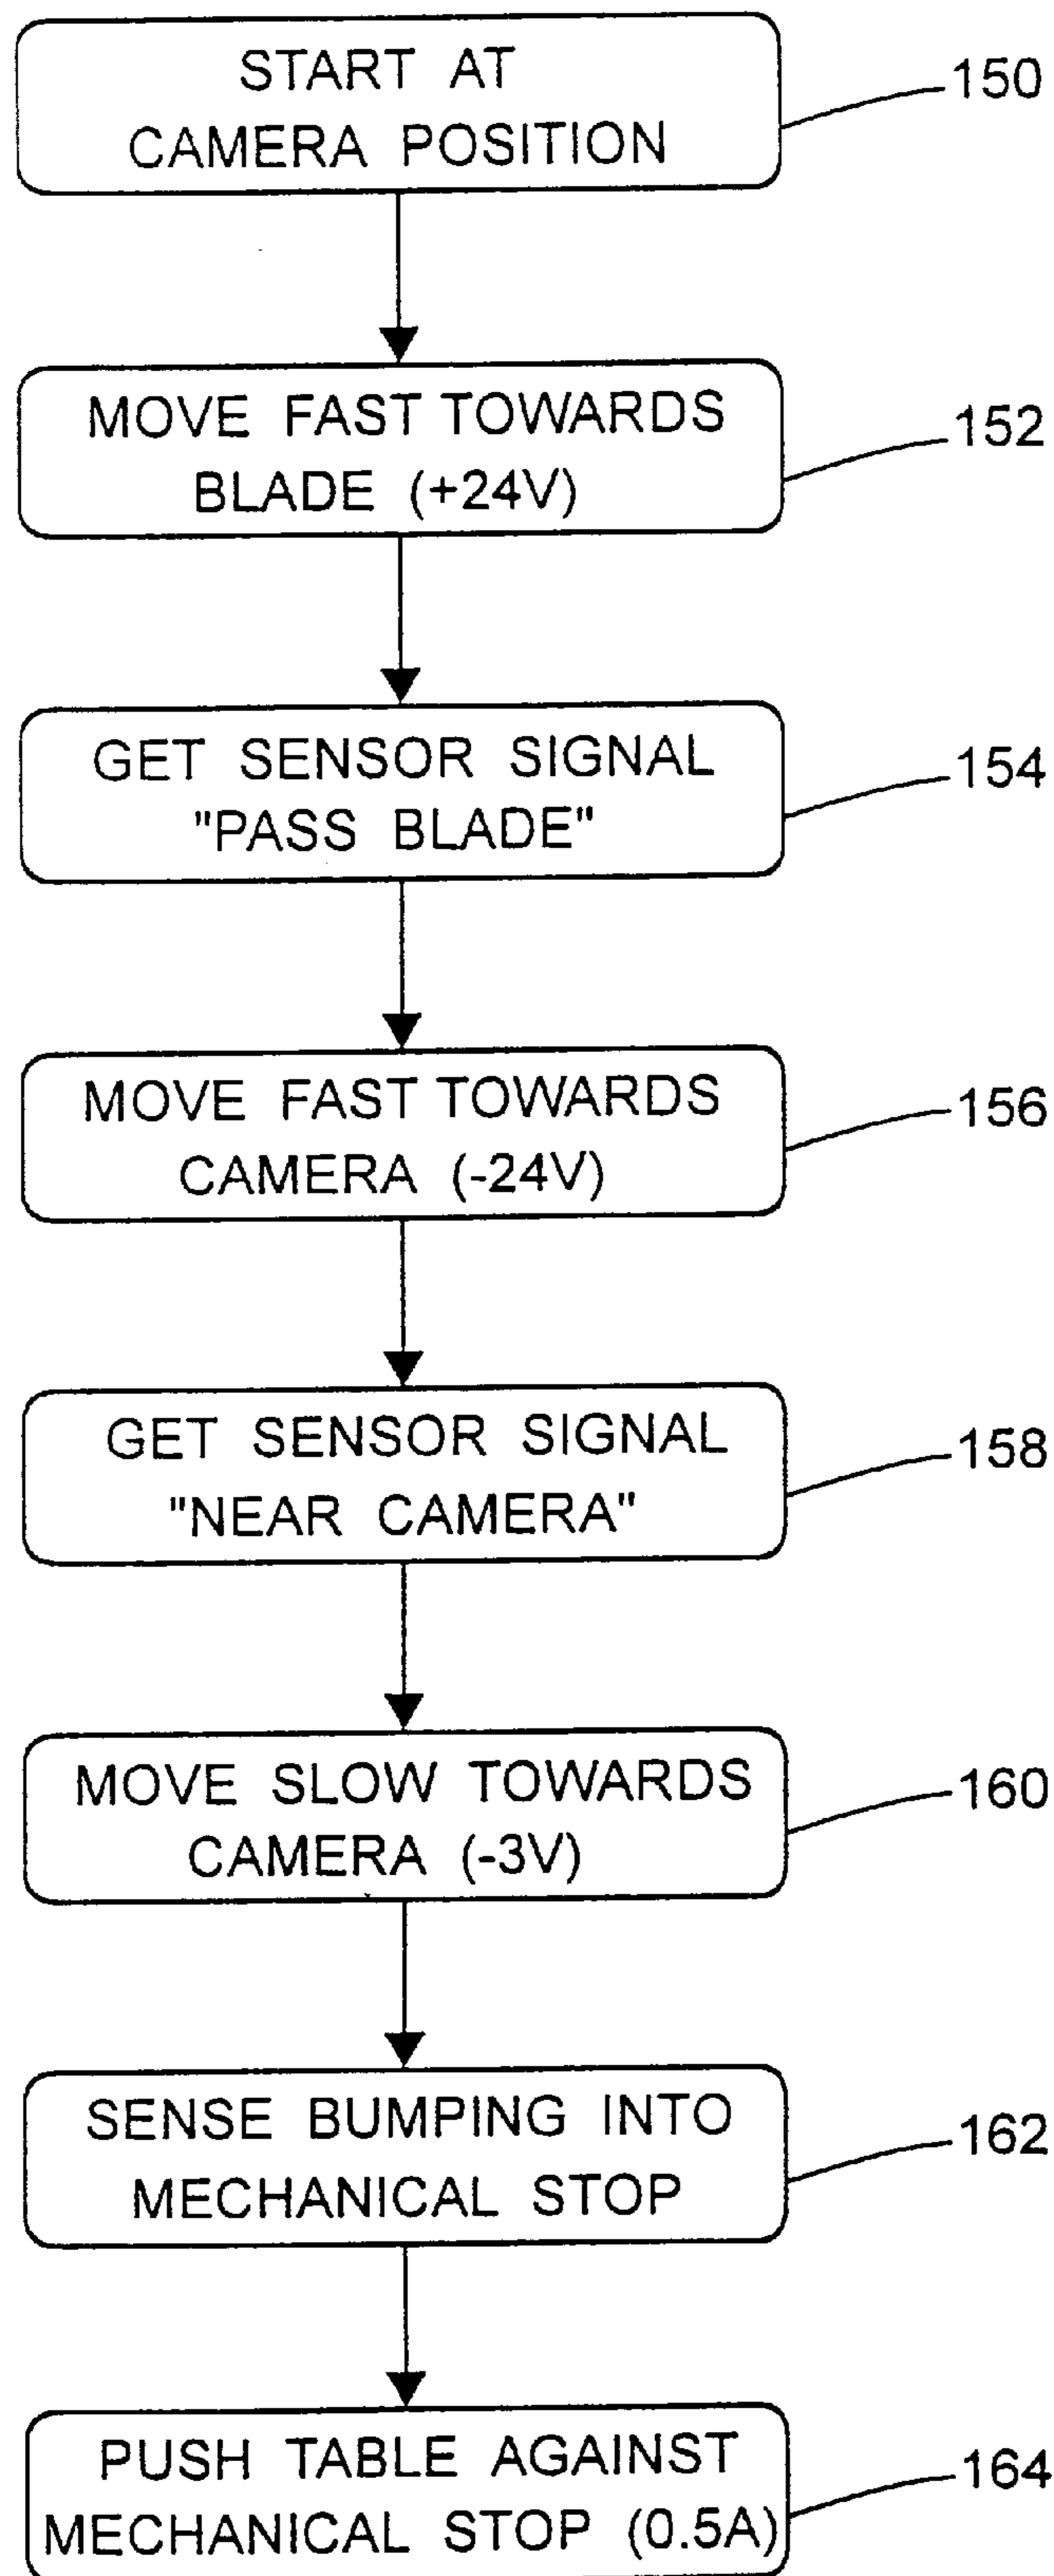 START AT
CAMERA POSITION
150
MOVE FAST TOWARDS
BLADE (+24V)
152
GET SENSOR SIGNAL
"PASS BLADE"
154
MOVE FAST TOWARDS
CAMERA (-24V)
156
GET SENSOR SIGNAL
"NEAR CAMERA"
158
MOVE SLOW TOWARDS
CAMERA (-3V)
160
SENSE BUMPING INTO
MECHANICAL STOP
162
PUSH TABLE AGAINST
MECHANICAL STOP (0.5A)
164